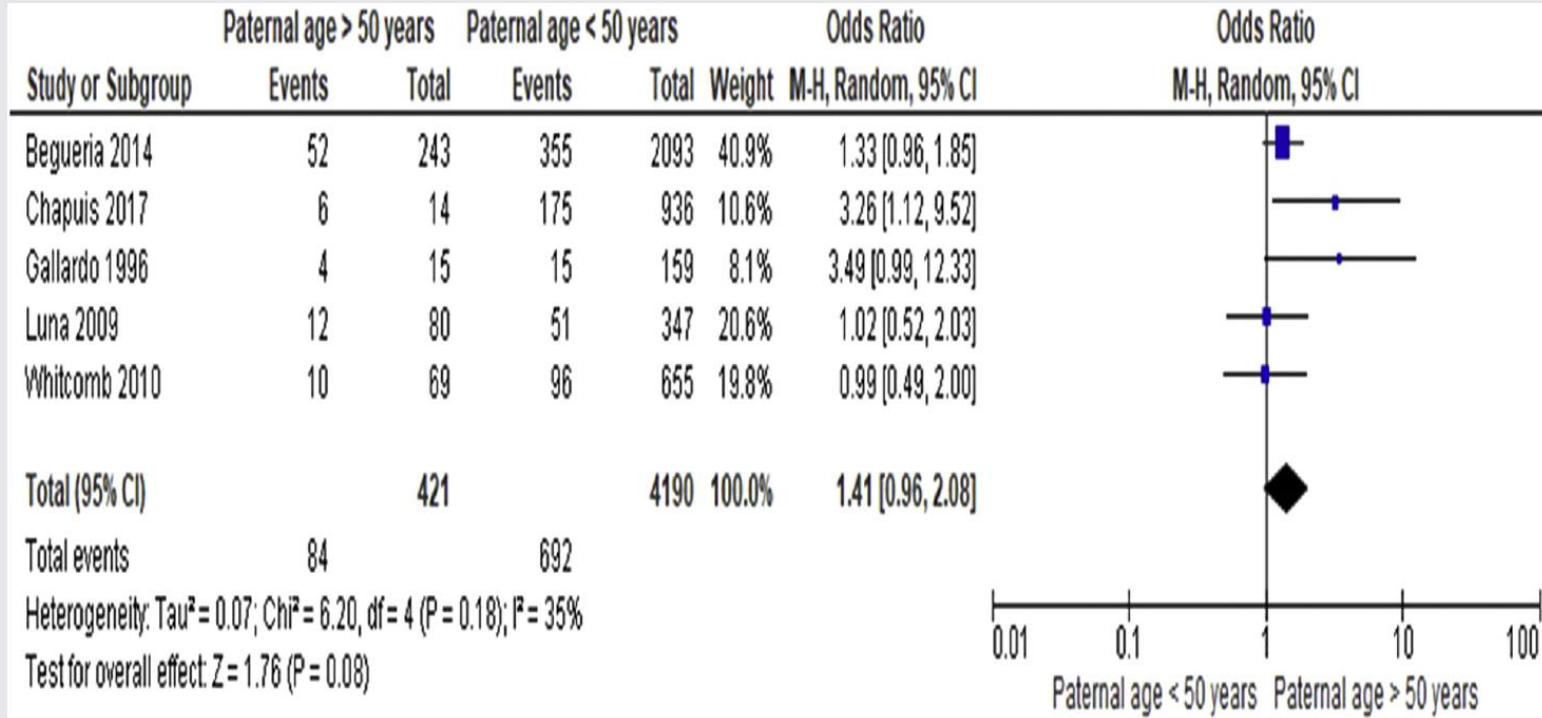 Paternal age > 50 years Paternal age < 50 years Odds Ratio Odds Ratio
Study or Subgroup Events Total Events Total Weight M-H, Random, 95% CI M-H, Random, 95% CI
Begueria 2014 52 243 355 2093 40.9% 1.33 [0.96, 1.85]
Chapuis 2017 6 14 175 936 10.6% 3.26 [1.12, 9.52]
Gallardo 1996 4 15 15 159 8.1% 3.49 [0.99, 12.33]
Luna 2009 12 80 51 347 20.6% 1.02 [0.52, 2.03]
Whitcomb 2010 10 69 96 655 19.8% 0.99 [0.49, 2.00]
Total (95% CI) 421 4190 100.0% 1.41 [0.96, 2.08]
Total events 84 692
Heterogeneity: Tau² = 0.07; Chi² = 6.20, df = 4 (P = 0.18); I² = 35%
Test for overall effect: Z = 1.76 (P = 0.08)
0.01 0.1 1 10 100
Paternal age < 50 years Paternal age > 50 years